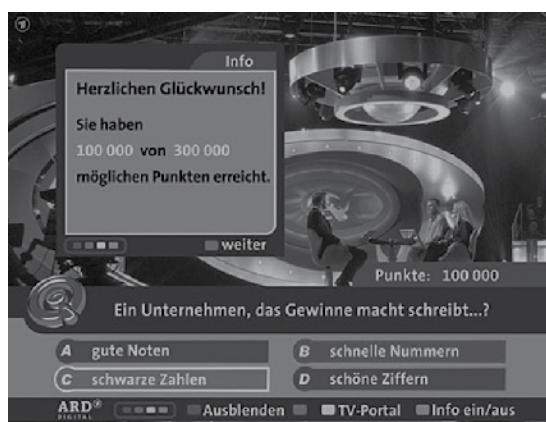 Info
Herzlichen Glückwunsch!
Sie haben
100 000 von 300 000
möglichen Punkten erreicht.
weiter
Punkte: 100 000
Ein Unternehmen, das Gewinne macht schreibt...?
A gute Noten
B schnelle Nummern
C schwarze Zahlen
D schöne Ziffern
ARD DIGITAL Ausblenden TV-Portal Info ein/aus